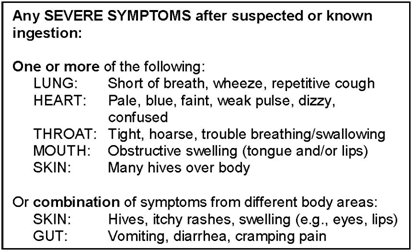 Any SEVERE SYMPTOMS after suspected or known
ingestion:
One or more of the following:
LUNG: Short of breath, wheeze, repetitive cough
HEART: Pale, blue, faint, weak pulse, dizzy,
confused
THROAT: Tight, hoarse, trouble breathing/swallowing
MOUTH: Obstructive swelling (tongue and/or lips)
SKIN: Many hives over body
Or combination of symptoms from different body areas:
SKIN: Hives, itchy rashes, swelling (e.g., eyes, lips)
GUT: Vomiting, diarrhea, cramping pain